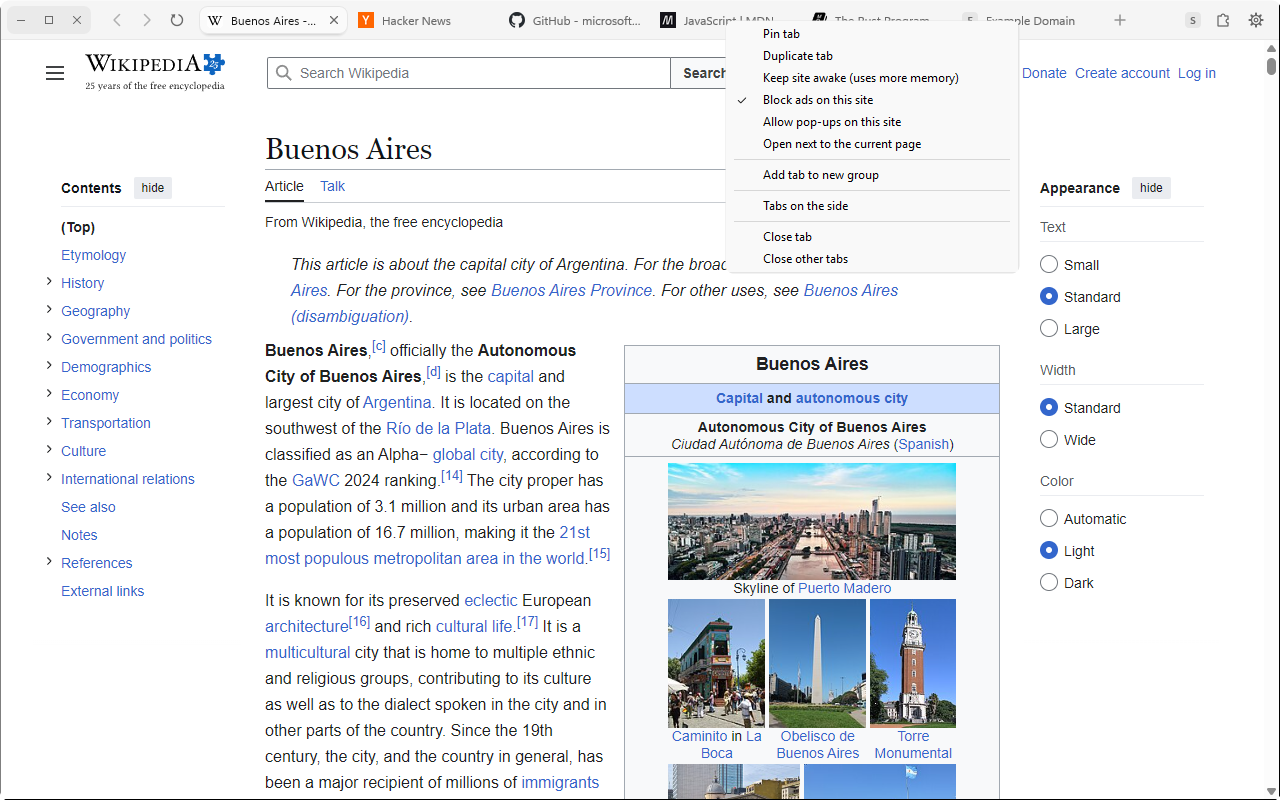 Buenos Aires -...
Hacker News
GitHub - microsoft...
JavaScript | MDN
The Rust Program
Example Domain
S
Pin tab
Duplicate tab
Keep site awake (uses more memory)
Block ads on this site
Allow pop-ups on this site
Open next to the current page
Add tab to new group
Tabs on the side
Close tab
Close other tabs
WIKIPEDIA 25
25 years of the free encyclopedia
Search Wikipedia
Search
Donate
Create account
Log in
Contents
hide
(Top)
Etymology
History
Geography
Government and politics
Demographics
Economy
Transportation
Culture
International relations
See also
Notes
References
External links
Buenos Aires
Article
Talk
From Wikipedia, the free encyclopedia
This article is about the capital city of Argentina. For the broad
Aires. For the province, see Buenos Aires Province. For other uses, see Buenos Aires
(disambiguation).
Buenos Aires,[c] officially the Autonomous
City of Buenos Aires,[d] is the capital and
largest city of Argentina. It is located on the
southwest of the Río de la Plata. Buenos Aires is
classified as an Alpha− global city, according to
the GaWC 2024 ranking.[14] The city proper has
a population of 3.1 million and its urban area has
a population of 16.7 million, making it the 21st
most populous metropolitan area in the world.[15]
It is known for its preserved eclectic European
architecture[16] and rich cultural life.[17] It is a
multicultural city that is home to multiple ethnic
and religious groups, contributing to its culture
as well as to the dialect spoken in the city and in
other parts of the country. Since the 19th
century, the city, and the country in general, has
been a major recipient of millions of immigrants
Buenos Aires
Capital and autonomous city
Autonomous City of Buenos Aires
Ciudad Autónoma de Buenos Aires (Spanish)
Skyline of Puerto Madero
Caminito in La
Boca
Obelisco de
Buenos Aires
Torre
Monumental
Appearance
hide
Text
Small
Standard
Large
Width
Standard
Wide
Color
Automatic
Light
Dark